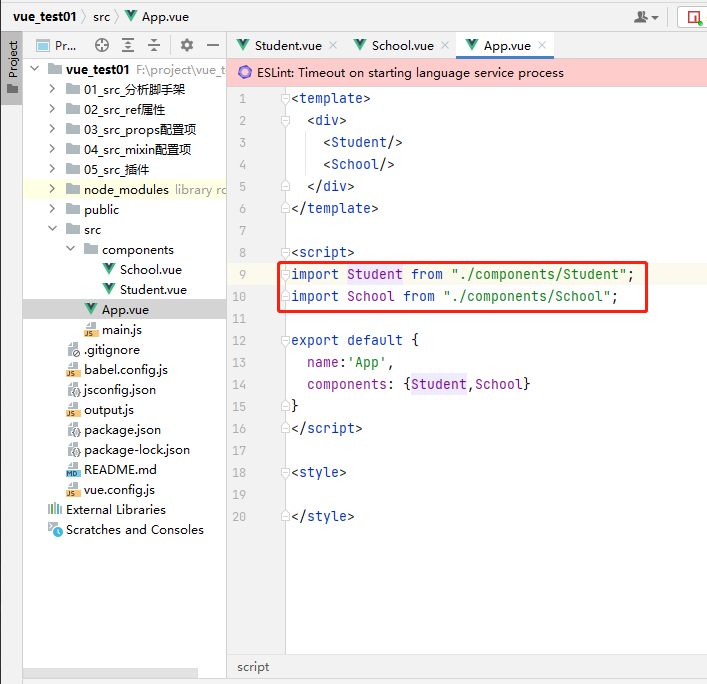 vue_test01 src App.vue
Project
Pr...
Student.vue School.vue App.vue
vue_test01 F:\project\vue_t
ESLint: Timeout on starting language service process
01_src_分析脚手架
02_src_ref属性
03_src_props配置项
04_src_mixin配置项
05_src_插件
node_modules library ro
public
src
components
School.vue
Student.vue
App.vue
main.js
.gitignore
babel.config.js
jsconfig.json
output.js
package.json
package-lock.json
README.md
vue.config.js
External Libraries
Scratches and Consoles
1 <template>
2 <div>
3 <Student/>
4 <School/>
5 </div>
6 </template>
7
8 <script>
9 import Student from "./components/Student";
10 import School from "./components/School";
11
12 export default {
13 name:'App',
14 components: {Student,School}
15 }
16 </script>
17
18 <style>
19
20 </style>
script